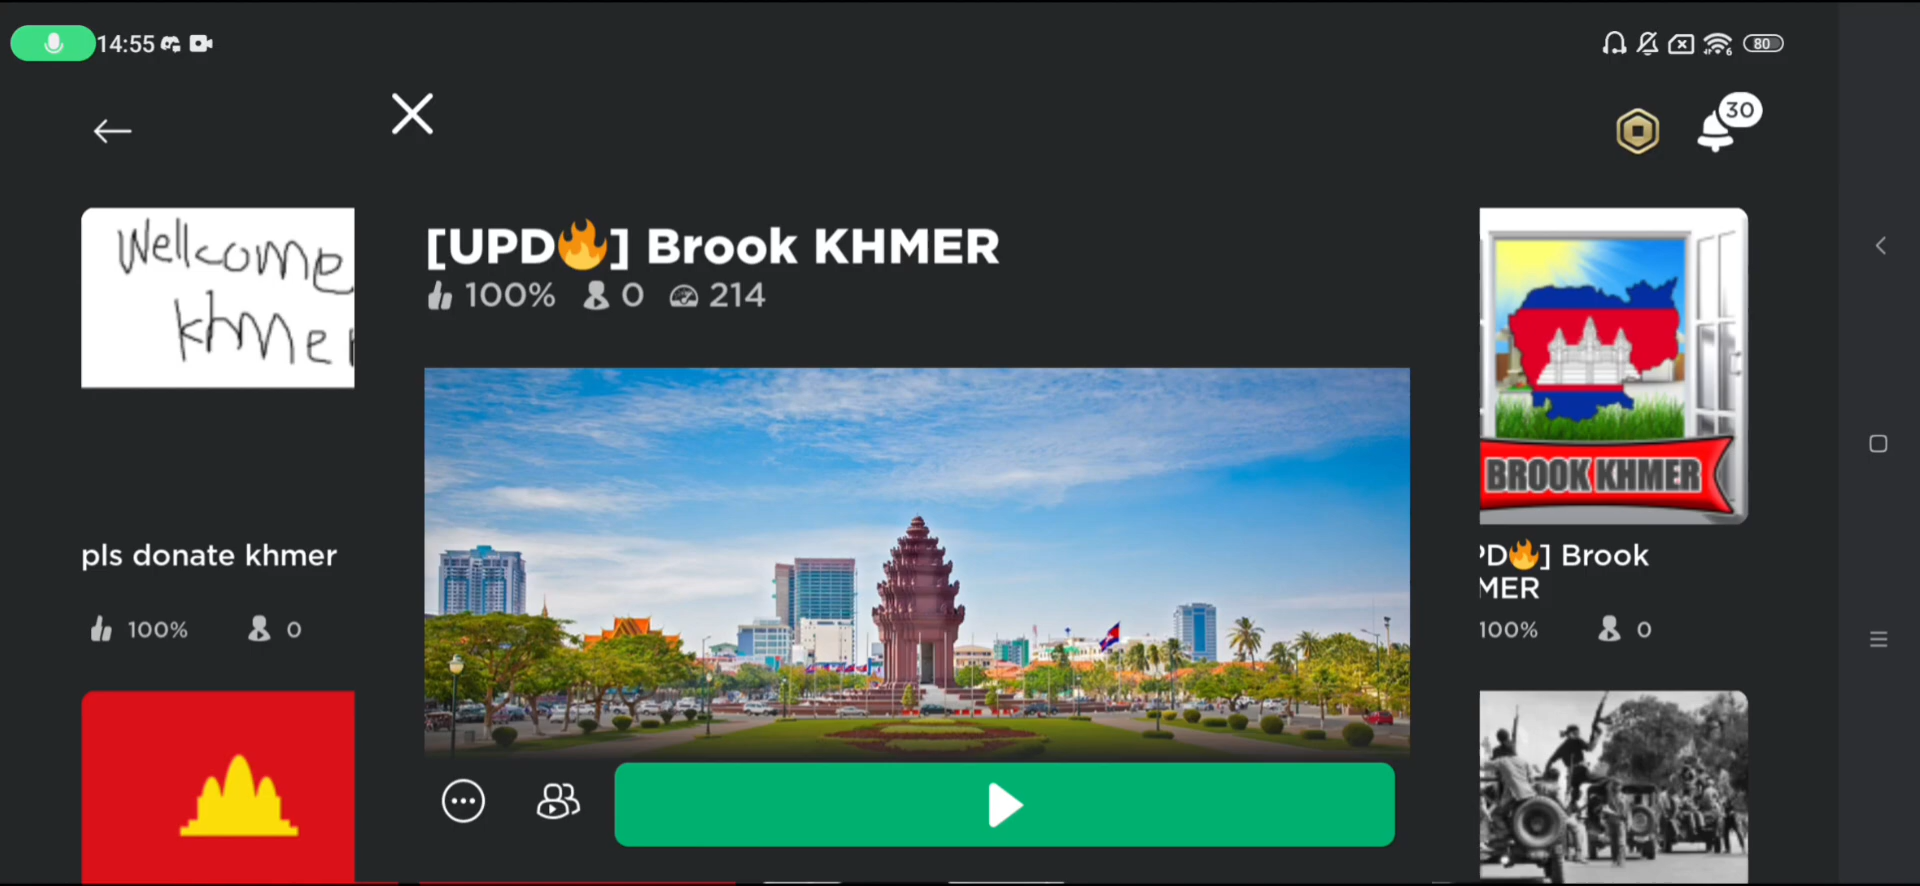 14:55
80
30
Wellcome
khmer
[UPD🔥] Brook KHMER
100% 0 214
BROOK KHMER
pls donate khmer
100% 0
PD🔥] Brook
MER
100% 0